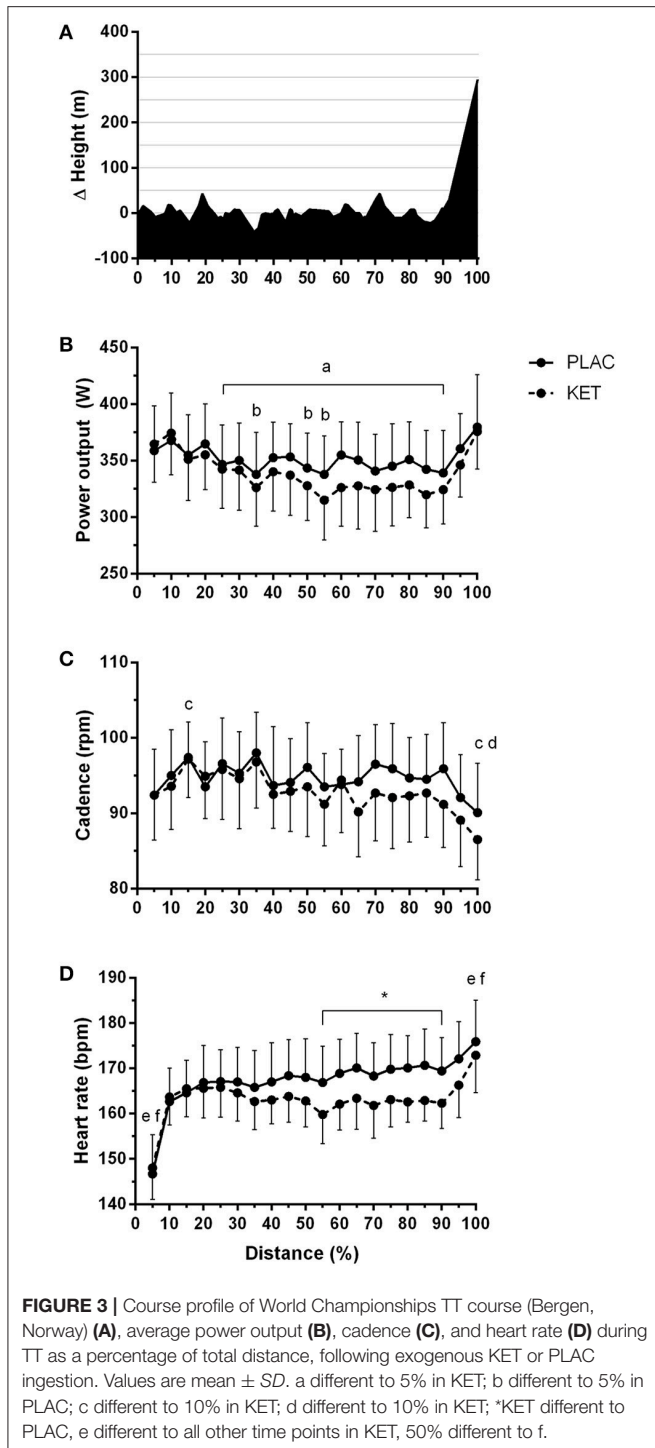 A
Δ Height (m)
400
300
200
100
0
-100
0 10 20 30 40 50 60 70 80 90 100
B
Power output (W)
450
400
350
300
250
a
b b b
PLAC
KET
0 10 20 30 40 50 60 70 80 90 100
C
Cadence (rpm)
110
100
90
80
c
c d
0 10 20 30 40 50 60 70 80 90 100
D
Heart rate (bpm)
190
180
170
160
150
140
e f
*
e f
0 10 20 30 40 50 60 70 80 90 100
Distance (%)
FIGURE 3 | Course profile of World Championships TT course (Bergen,
Norway) (A), average power output (B), cadence (C), and heart rate (D) during
TT as a percentage of total distance, following exogenous KET or PLAC
ingestion. Values are mean ± SD. a different to 5% in KET; b different to 5% in
PLAC; c different to 10% in KET; d different to 10% in KET; *KET different to
PLAC, e different to all other time points in KET, 50% different to f.